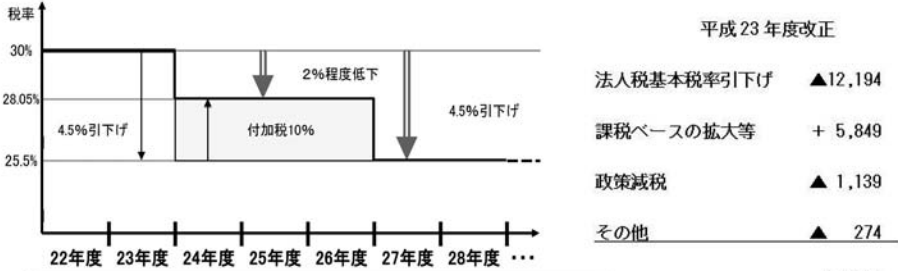 税率
30%
28.05%
25.5%
4.5%引下げ
付加税10%
2%程度低下
4.5%引下げ
22年度 23年度 24年度 25年度 26年度 27年度 28年度 ･･･
平成23年度改正
法人税基本税率引下げ ▲12,194
課税ベースの拡大等 + 5,849
政策減税 ▲ 1,139
その他 ▲ 274